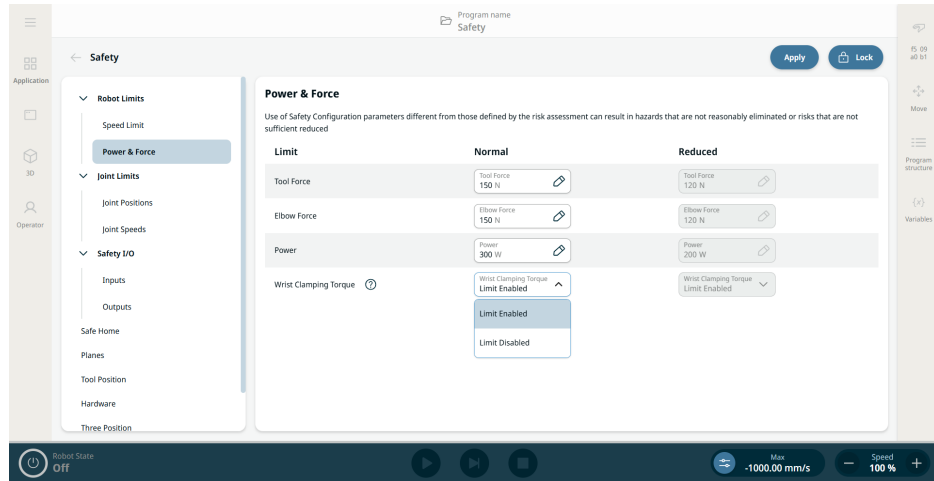 Program name
Safety
Safety
Apply
Lock
f5 09
a0 b1
Application
3D
Operator
Move
Program
structure
{x}
Variables
Robot Limits
Speed Limit
Power & Force
Joint Limits
Joint Positions
Joint Speeds
Safety I/O
Inputs
Outputs
Safe Home
Planes
Tool Position
Hardware
Three Position
Power & Force
Use of Safety Configuration parameters different from those defined by the risk assessment can result in hazards that are not reasonably eliminated or risks that are not
sufficient reduced
Limit Normal Reduced
Tool Force
Tool Force
150 N
Tool Force
120 N
Elbow Force
Elbow Force
150 N
Elbow Force
120 N
Power
Power
300 W
Power
200 W
Wrist Clamping Torque ?
Wrist Clamping Torque
Limit Enabled
Wrist Clamping Torque
Limit Enabled
Limit Enabled
Limit Disabled
Robot State
Off
Max
-1000.00 mm/s
Speed
100 %